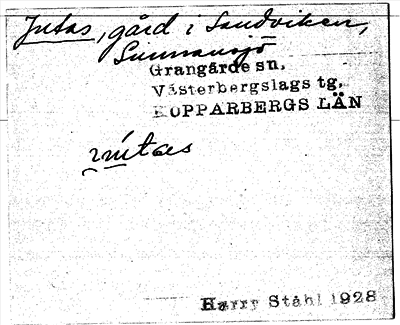 Jutas, gård i Sandviken,
Sunnansjö
Grangärde sn,
Västerbergslags tg,
KOPPARBERGS LÄN
Harry Ståhl 1928